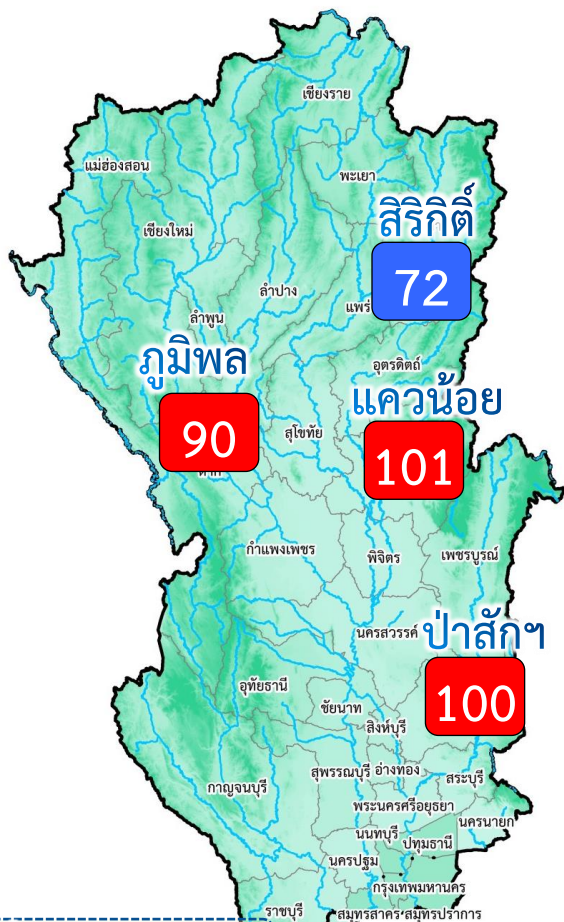 เชียงราย
แม่ฮ่องสอน
พะเยา
สิริกิติ์
เชียงใหม่
72
ลำปาง
แพร่
ลำพูน
ภูมิพล
อุตรดิตถ์
แควน้อย
90
สุโขทัย
101
ตาก
กำแพงเพชร
พิจิตร
เพชรบูรณ์
นครสวรรค์
ป่าสักฯ
อุทัยธานี
100
ชัยนาท
สิงห์บุรี
สุพรรณบุรี
อ่างทอง
สระบุรี
กาญจนบุรี
พระนครศรีอยุธยา
นครนายก
นนทบุรี
ปทุมธานี
นครปฐม
กรุงเทพมหานคร
ราชบุรี
สมุทรสาคร
สมุทรปราการ